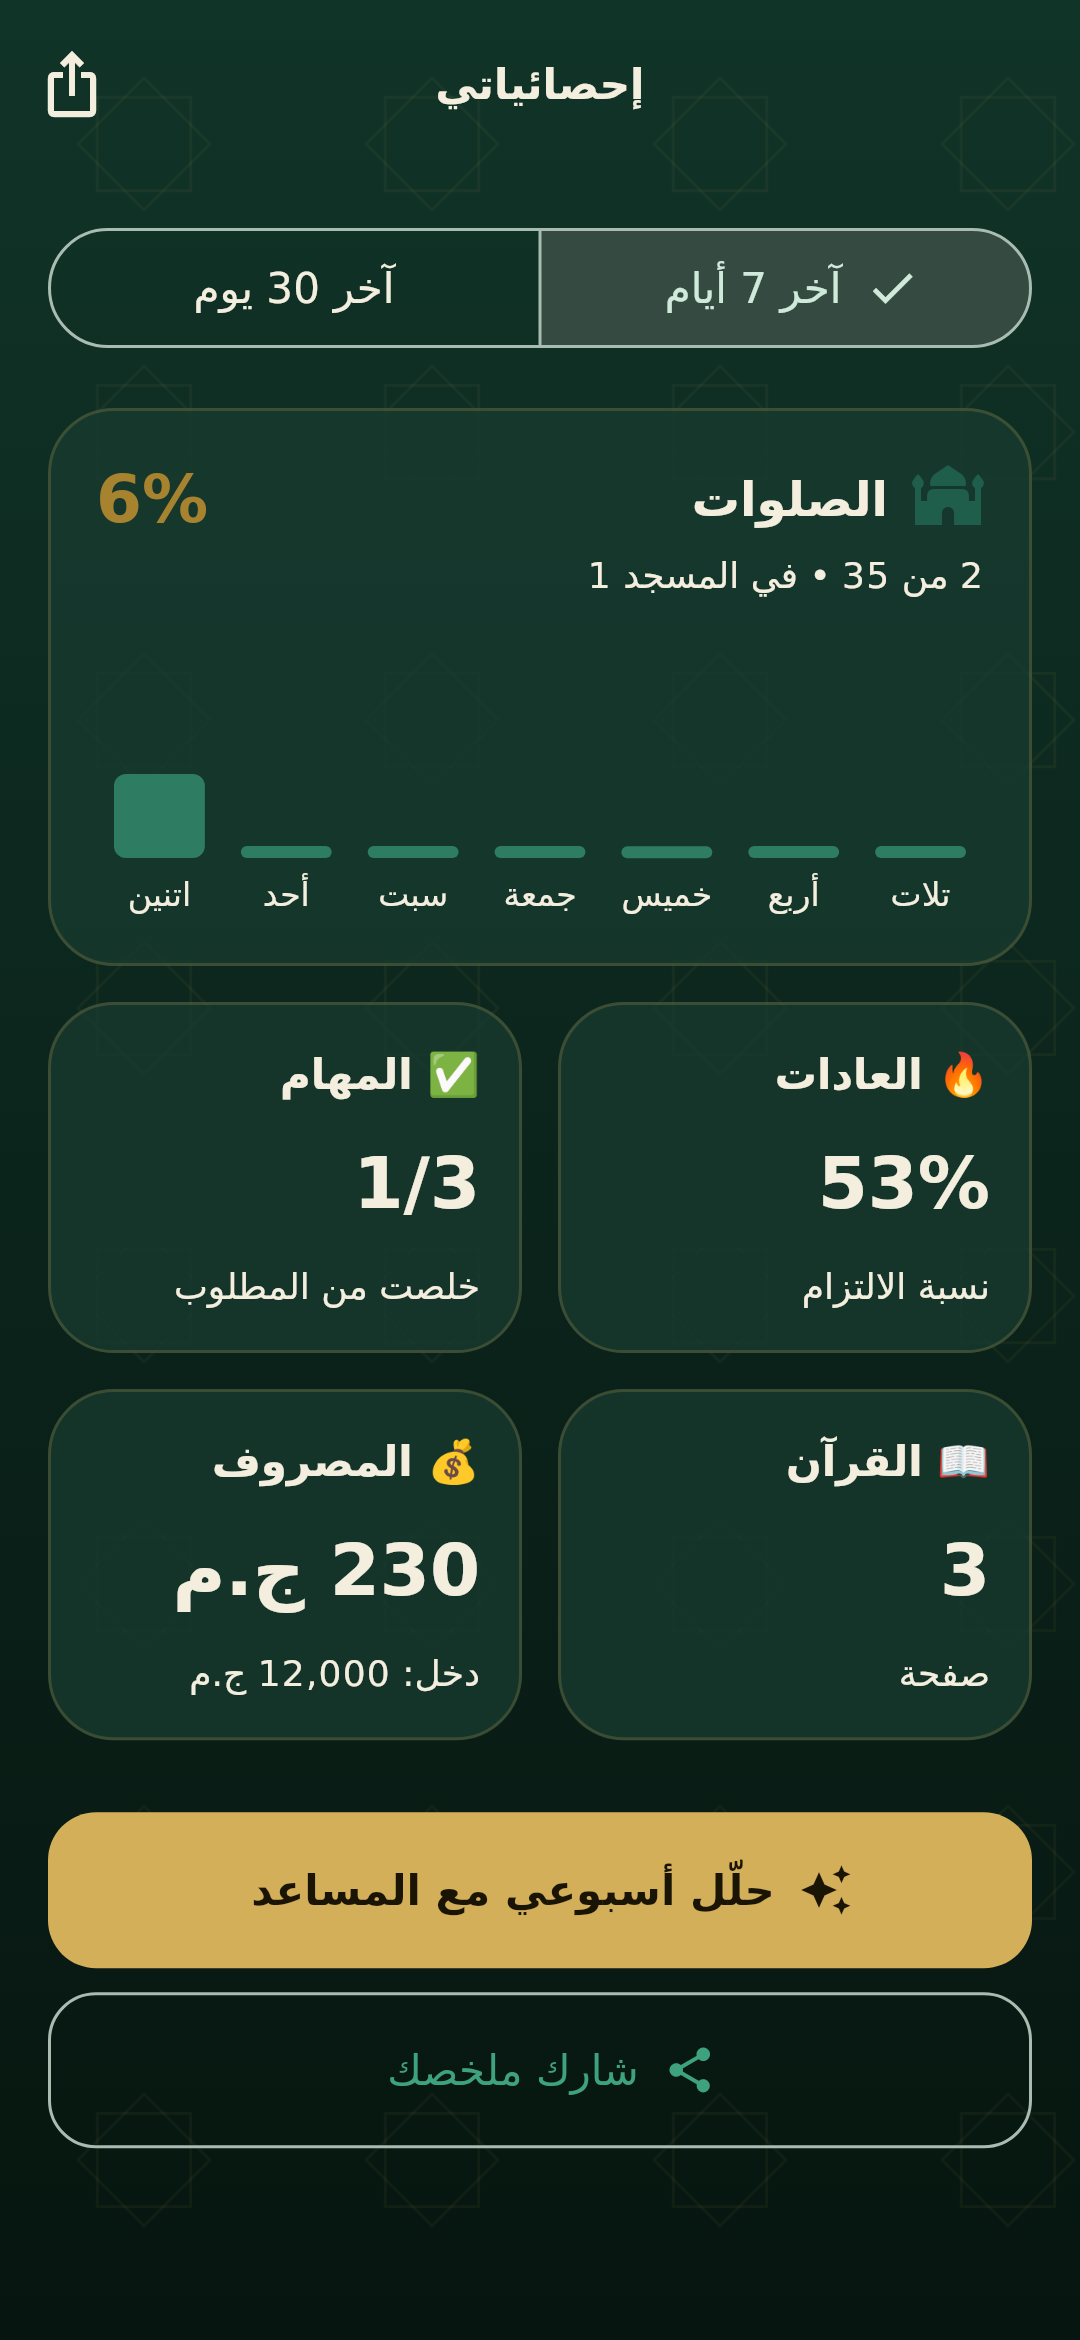 إحصائياتي
آخر 7 أيام
آخر 30 يوم
الصلوات
6%
2 من 35 • في المسجد 1
تلات أربع خميس جمعة سبت أحد اتنين
العادات
53%
نسبة الالتزام
المهام
1/3
خلصت من المطلوب
القرآن
3
صفحة
المصروف
230 ج.م
دخل: 12,000 ج.م
حلّل أسبوعي مع المساعد
شارك ملخصك